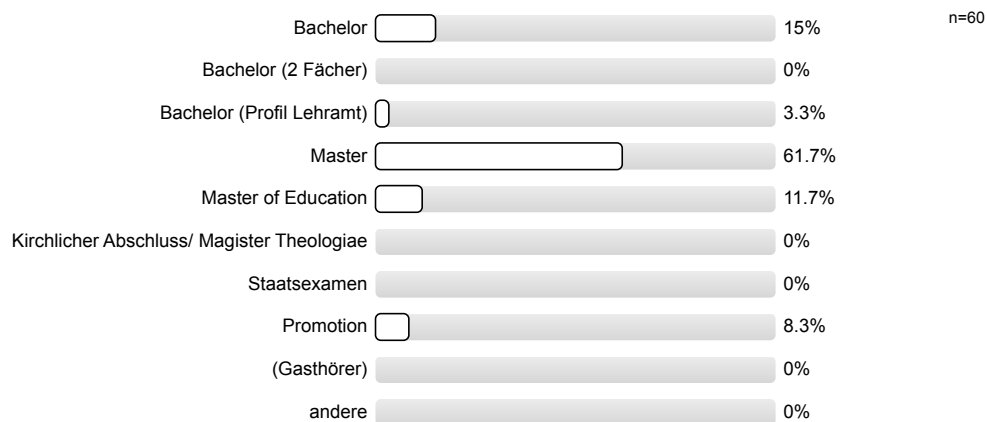 n=60
Bachelor 15%
Bachelor (2 Fächer) 0%
Bachelor (Profil Lehramt) 3.3%
Master 61.7%
Master of Education 11.7%
Kirchlicher Abschluss/ Magister Theologiae 0%
Staatsexamen 0%
Promotion 8.3%
(Gasthörer) 0%
andere 0%